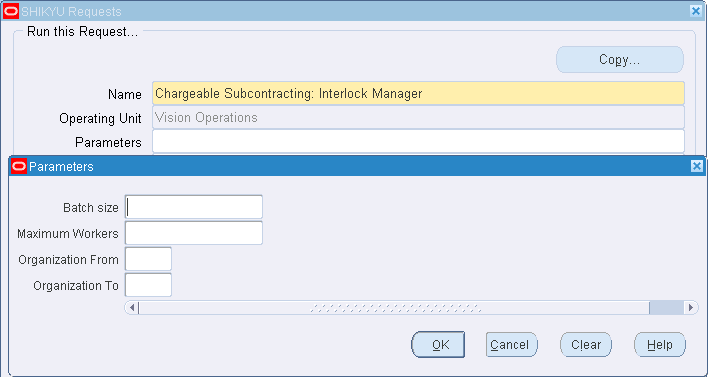 SHIKYU Requests
Run this Request...
Copy...
Name Chargeable Subcontracting: Interlock Manager
Operating Unit Vision Operations
Parameters
Parameters
Batch size
Maximum Workers
Organization From
Organization To
OK Cancel Clear Help